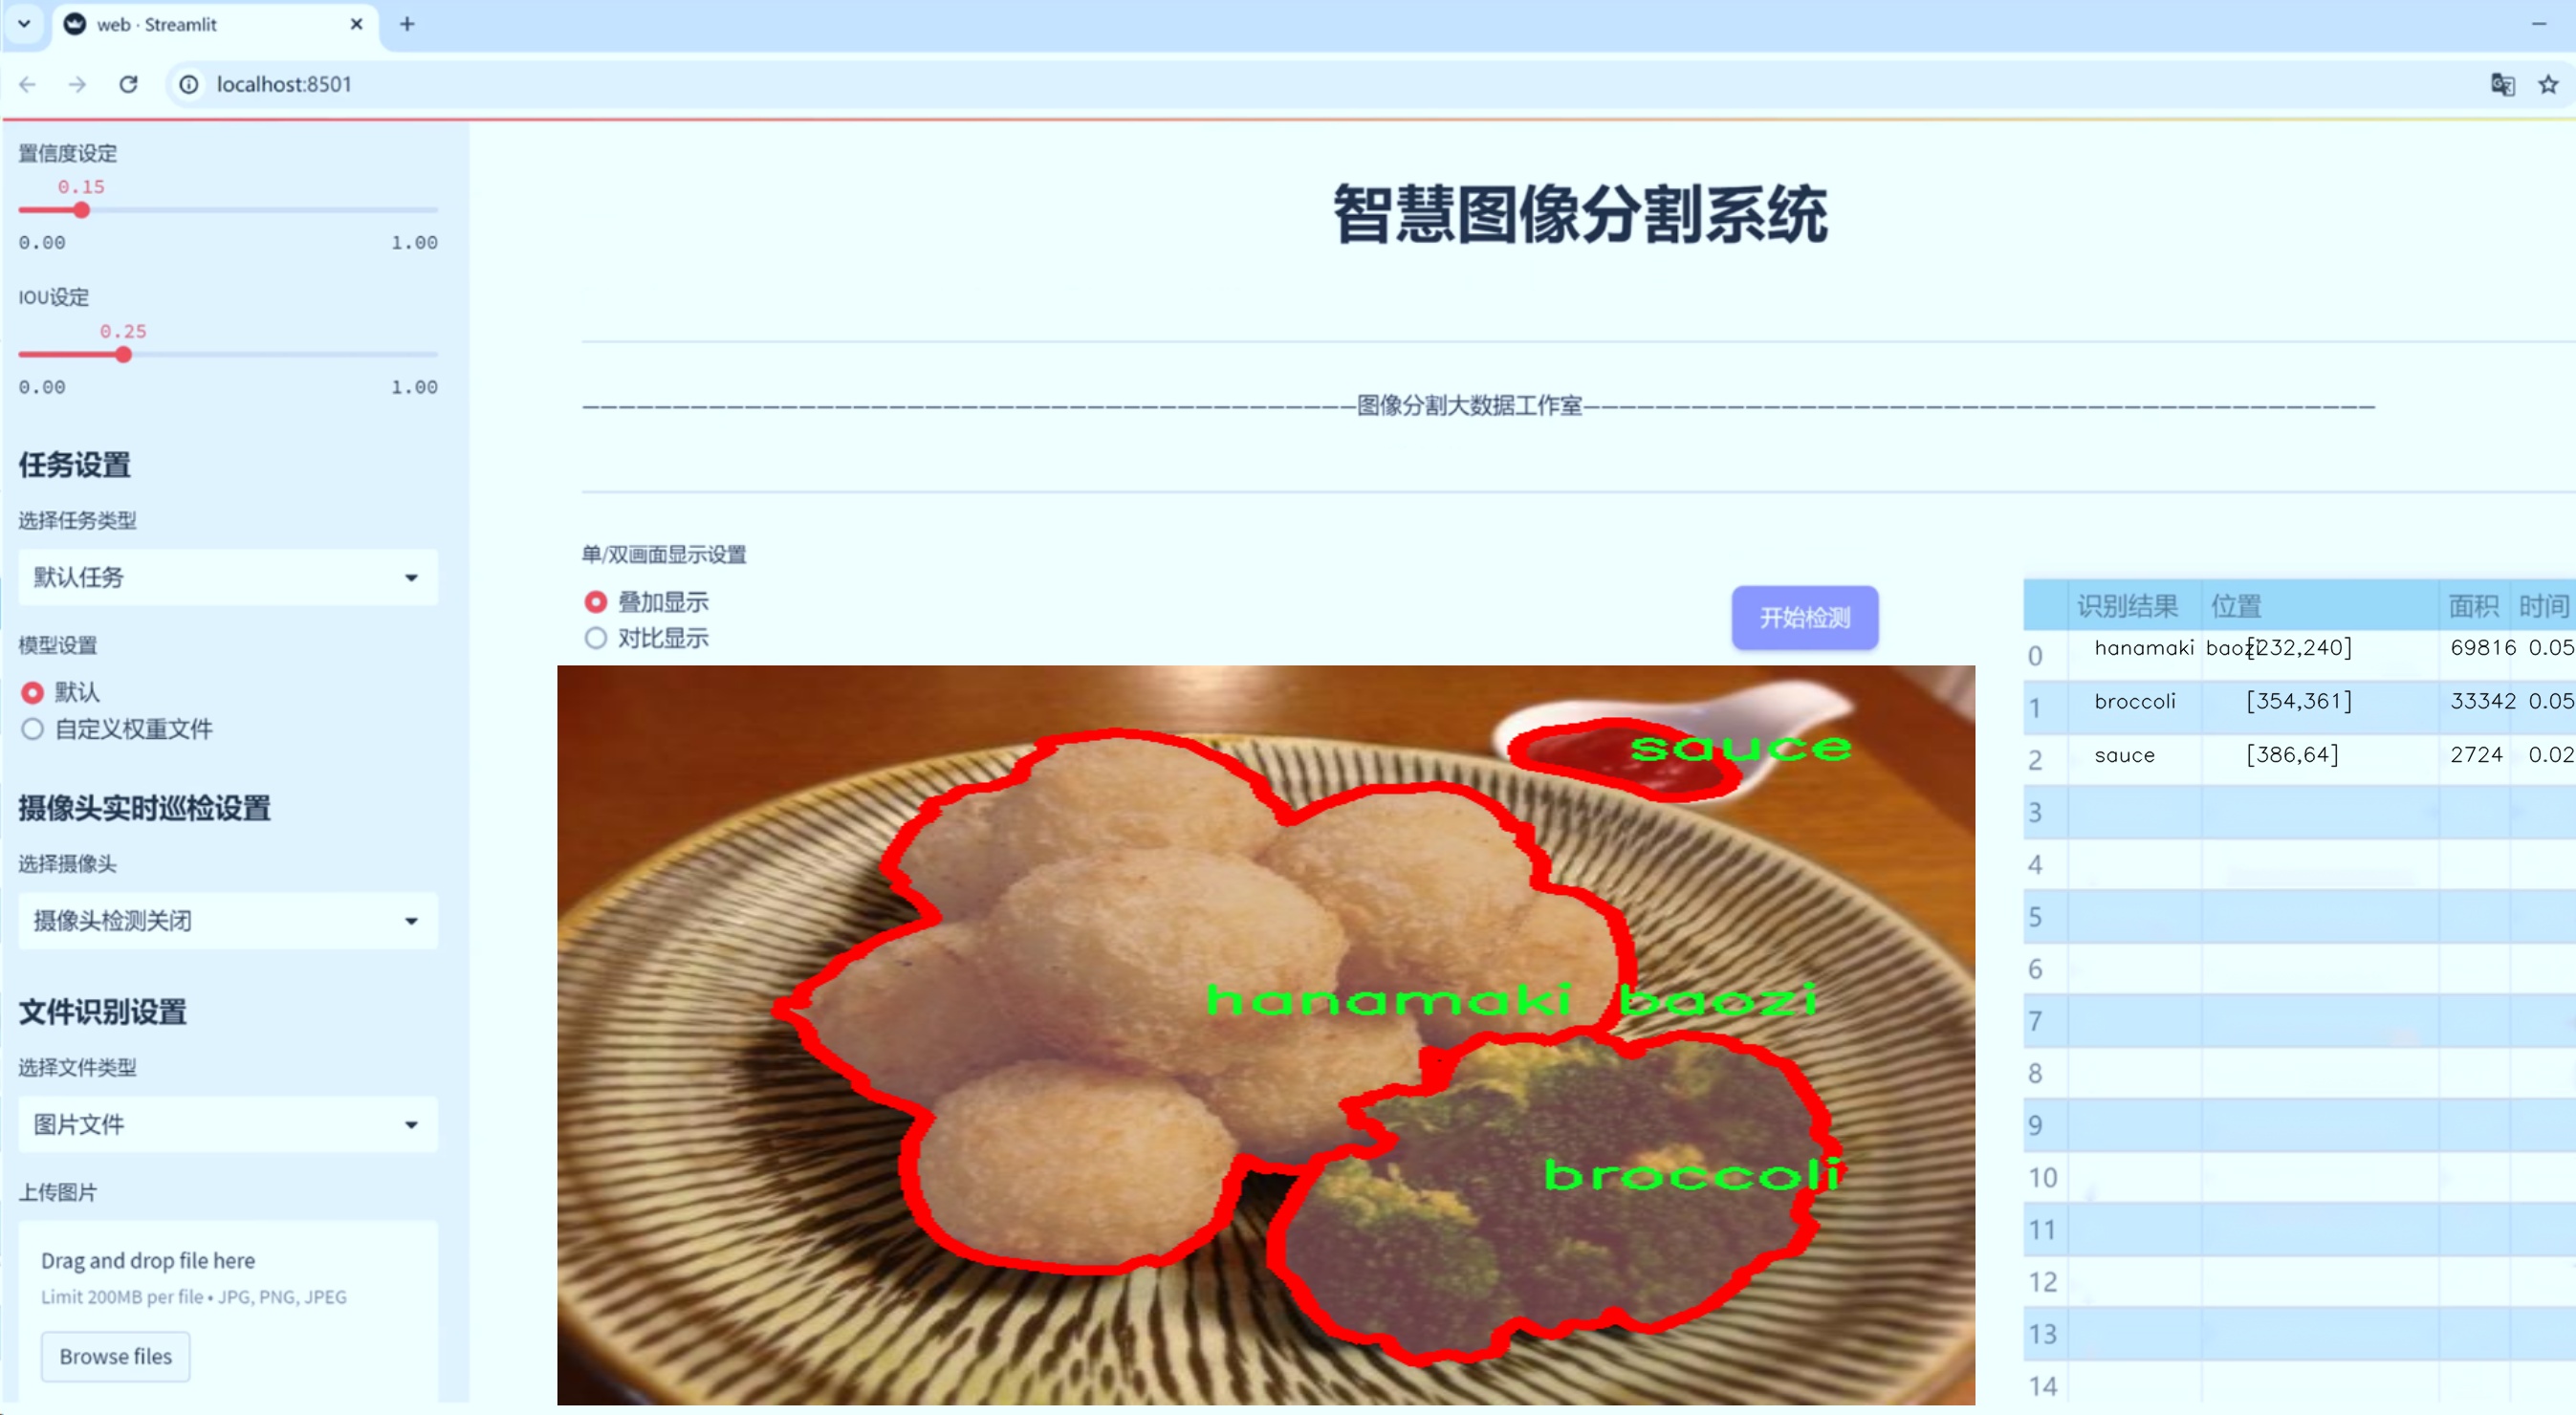 web · Streamlit
localhost:8501
置信度设定
0.15
0.00 1.00
IOU设定
0.25
0.00 1.00
任务设置
选择任务类型
默认任务
模型设置
默认
自定义权重文件
摄像头实时巡检设置
选择摄像头
摄像头检测关闭
文件识别设置
选择文件类型
图片文件
上传图片
Drag and drop file here
Limit 200MB per file • JPG, PNG, JPEG
Browse files
智慧图像分割系统
———————————————————————————————————————————图像分割大数据工作室————————————————————————————————————————————
单/双画面显示设置
叠加显示
对比显示
开始检测
sauce
hanamaki baozi
broccoli
识别结果 位置 面积 时间
0 hanamaki baozi [232,240] 69816 0.05
1 broccoli [354,361] 33342 0.05
2 sauce [386,64] 2724 0.02
3
4
5
6
7
8
9
10
11
12
13
14